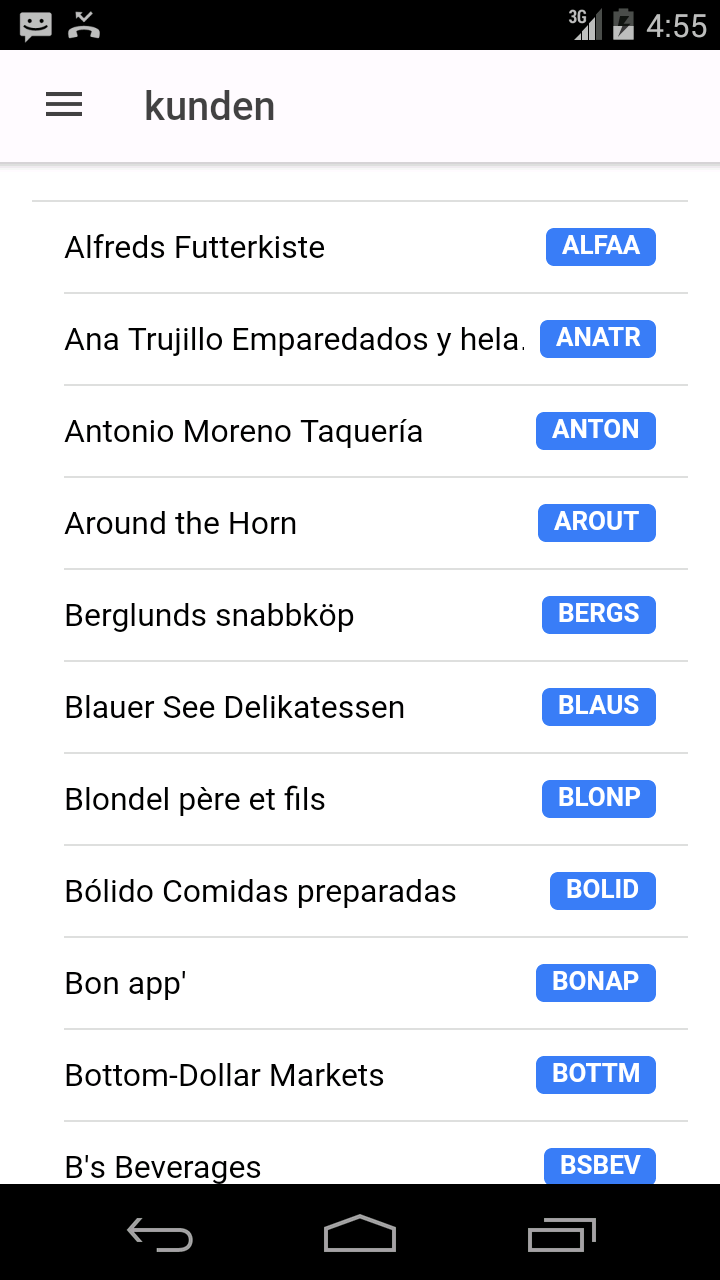 3G 4:55
kunden
Alfreds Futterkiste ALFAA
Ana Trujillo Emparedados y hela. ANATR
Antonio Moreno Taquería ANTON
Around the Horn AROUT
Berglunds snabbköp BERGS
Blauer See Delikatessen BLAUS
Blondel père et fils BLONP
Bólido Comidas preparadas BOLID
Bon app' BONAP
Bottom-Dollar Markets BOTTM
B's Beverages BSBEV